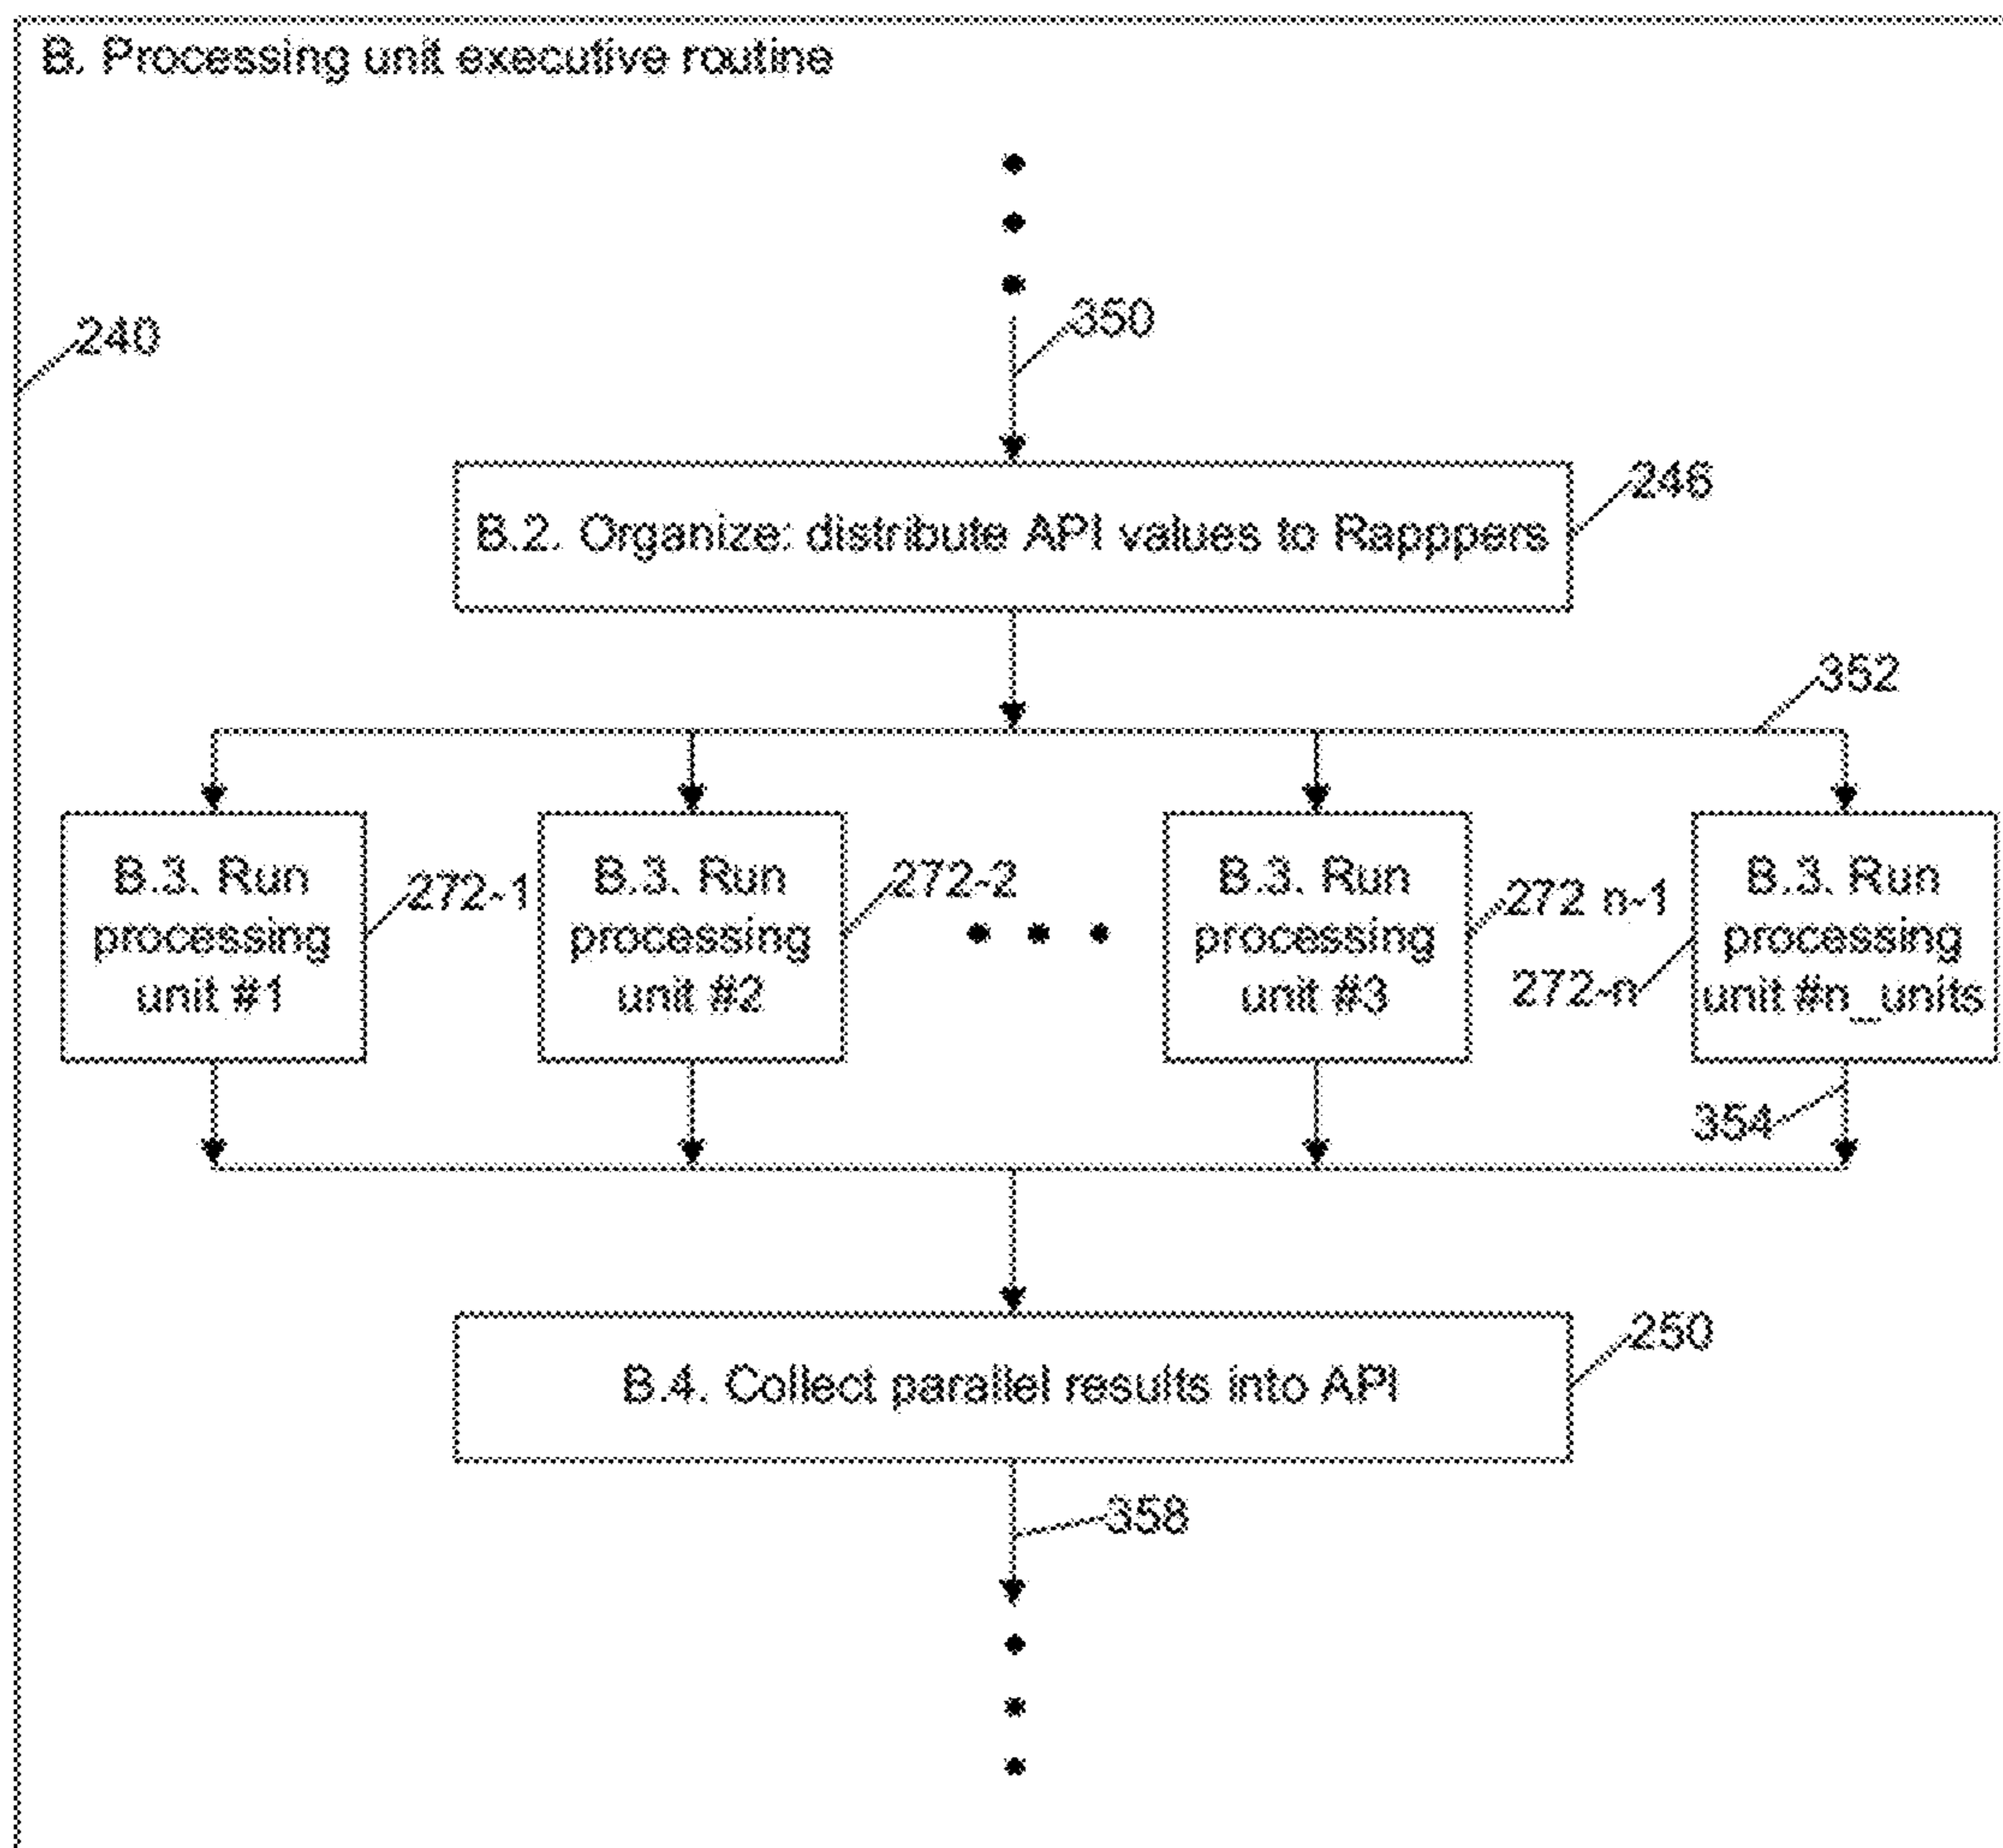 B. Processing unit executive routine
350
240
246
B.2. Organize: distribute API values to Rapppers
352
B.3. Run
processing
unit #1
272-1
B.3. Run
processing
unit #2
272-2
B.3. Run
processing
unit #3
272 n-1
272-n
B.3. Run
processing
unit #n_units
354
250
B.4. Collect parallel results into API
358